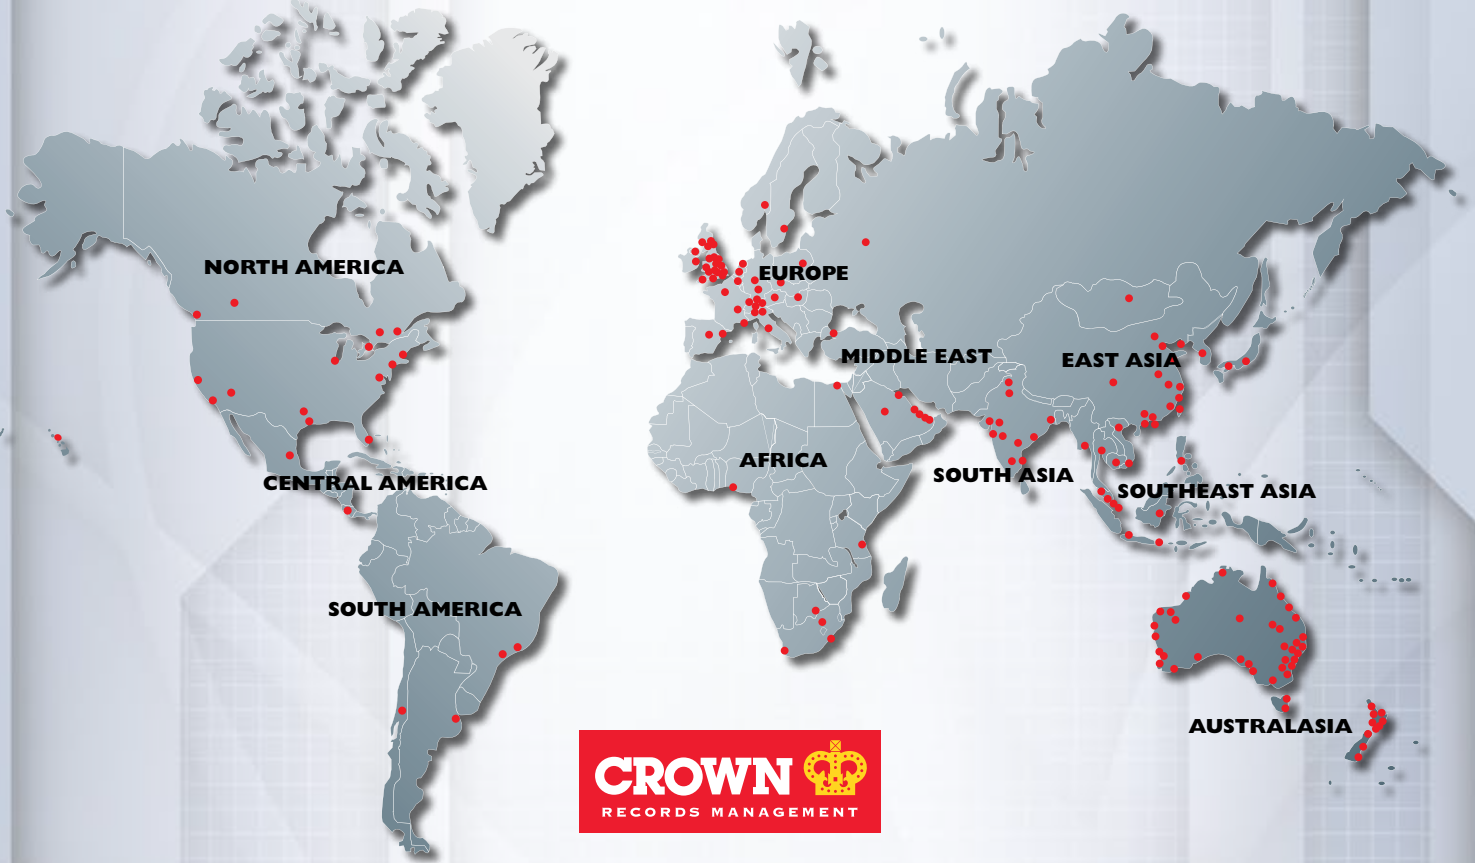 NORTH AMERICA
EUROPE
MIDDLE EAST
EAST ASIA
AFRICA
SOUTH ASIA
CENTRAL AMERICA
SOUTHEAST ASIA
SOUTH AMERICA
AUSTRALASIA
CROWN
RECORDS MANAGEMENT